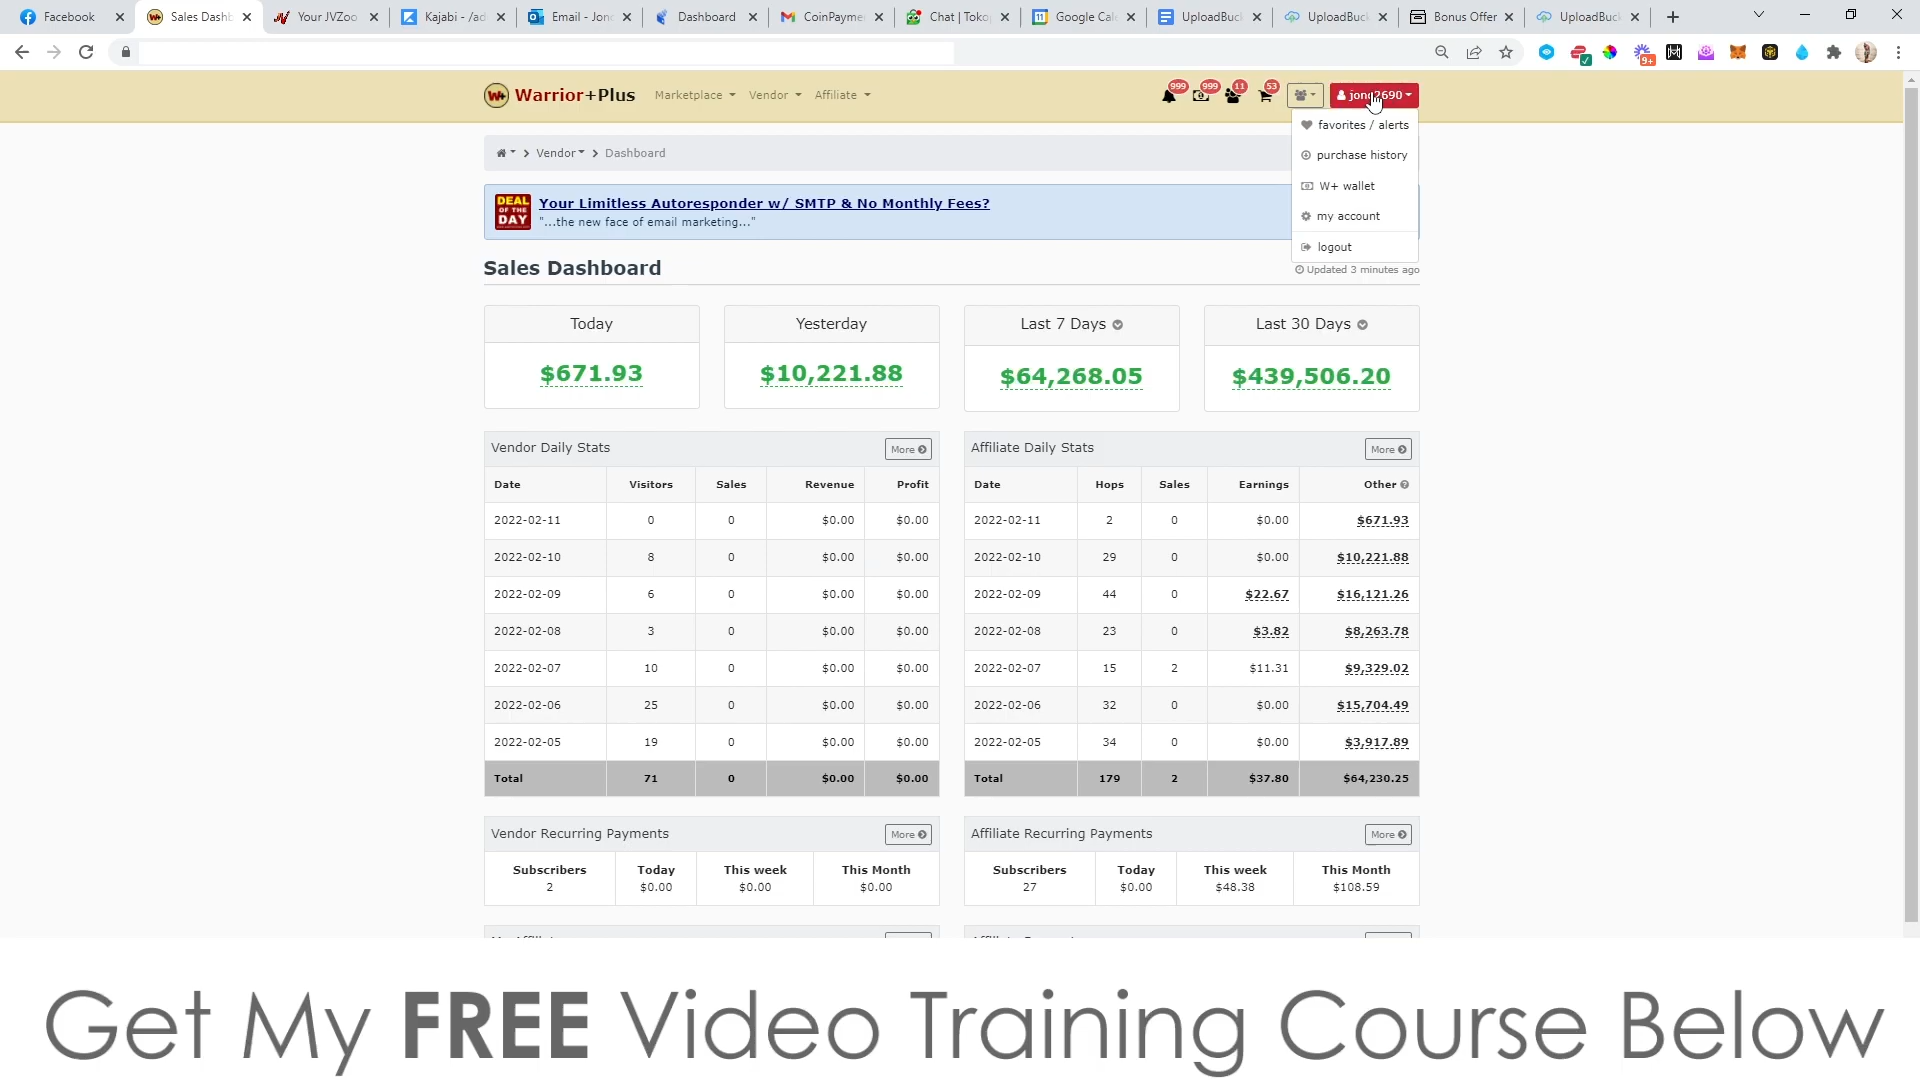 Facebook
Sales Dashb
Your JVZoo
Kajabi - /ad
Email - Jono
Dashboard
CoinPayme
Chat | Toko
Google Cal
UploadBuc
UploadBuc
Bonus Offer
UploadBuc
9+
Warrior+Plus
Marketplace
Vendor
Affiliate
999
999
11
53
favorites / alerts
purchase history
W+ wallet
my account
logout
Vendor
Dashboard
DEAL OF THE DAY
Your Limitless Autoresponder w/ SMTP & No Monthly Fees?
"...the new face of email marketing..."
Sales Dashboard
Updated 3 minutes ago
Today
Yesterday
Last 7 Days
Last 30 Days
$671.93
$10,221.88
$64,268.05
$439,506.20
Vendor Daily Stats
More
Date Visitors Sales Revenue Profit
2022-02-11 0 0 $0.00 $0.00
2022-02-10 8 0 $0.00 $0.00
2022-02-09 6 0 $0.00 $0.00
2022-02-08 3 0 $0.00 $0.00
2022-02-07 10 0 $0.00 $0.00
2022-02-06 25 0 $0.00 $0.00
2022-02-05 19 0 $0.00 $0.00
Total 71 0 $0.00 $0.00
Affiliate Daily Stats
More
Date Hops Sales Earnings Other
2022-02-11 2 0 $0.00 $671.93
2022-02-10 29 0 $0.00 $10,221.88
2022-02-09 44 0 $22.67 $16,121.26
2022-02-08 23 0 $3.82 $8,263.78
2022-02-07 15 2 $11.31 $9,329.02
2022-02-06 32 0 $0.00 $15,704.49
2022-02-05 34 0 $0.00 $3,917.89
Total 179 2 $37.80 $64,230.25
Vendor Recurring Payments
More
Subscribers Today This week This Month
2 $0.00 $0.00 $0.00
Affiliate Recurring Payments
More
Subscribers Today This week This Month
27 $0.00 $48.38 $108.59
Get My FREE Video Training Course Below